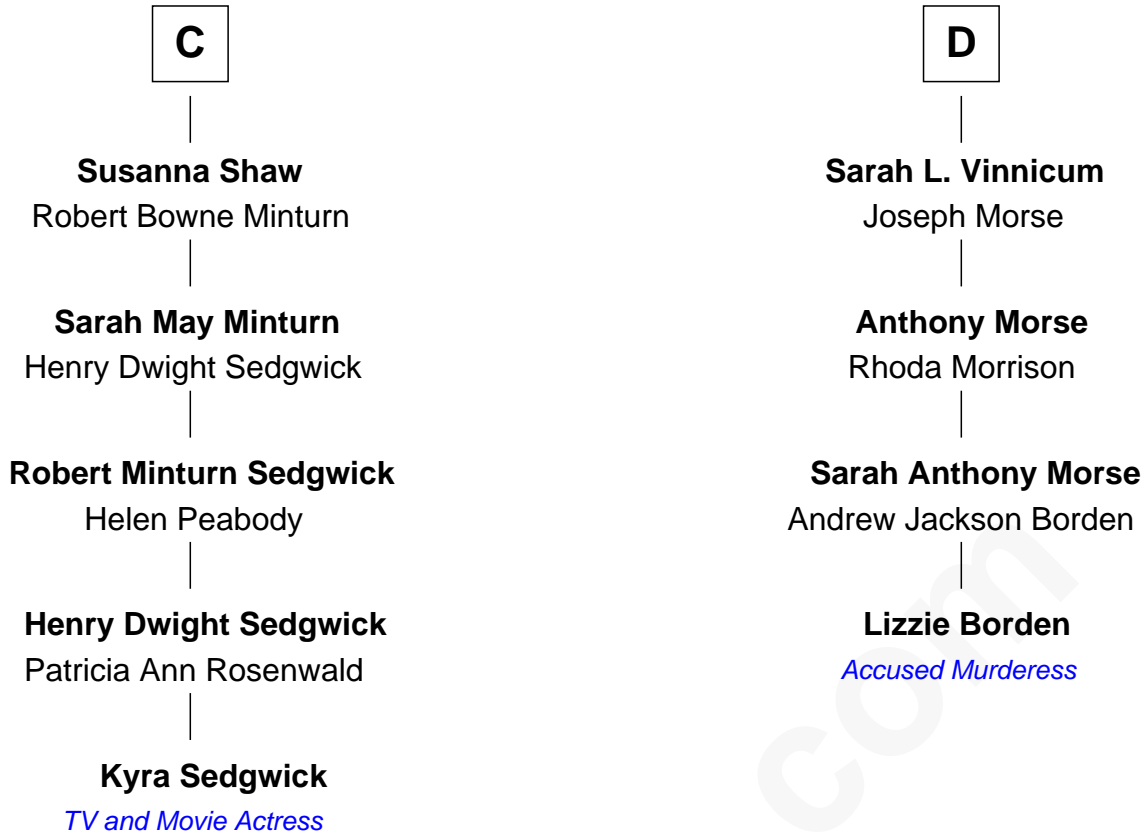 C
Susanna Shaw
Robert Bowne Minturn
Sarah May Minturn
Henry Dwight Sedgwick
Robert Minturn Sedgwick
Helen Peabody
Henry Dwight Sedgwick
Patricia Ann Rosenwald
Kyra Sedgwick
TV and Movie Actress
D
Sarah L. Vinnicum
Joseph Morse
Anthony Morse
Rhoda Morrison
Sarah Anthony Morse
Andrew Jackson Borden
Lizzie Borden
Accused Murderess
com